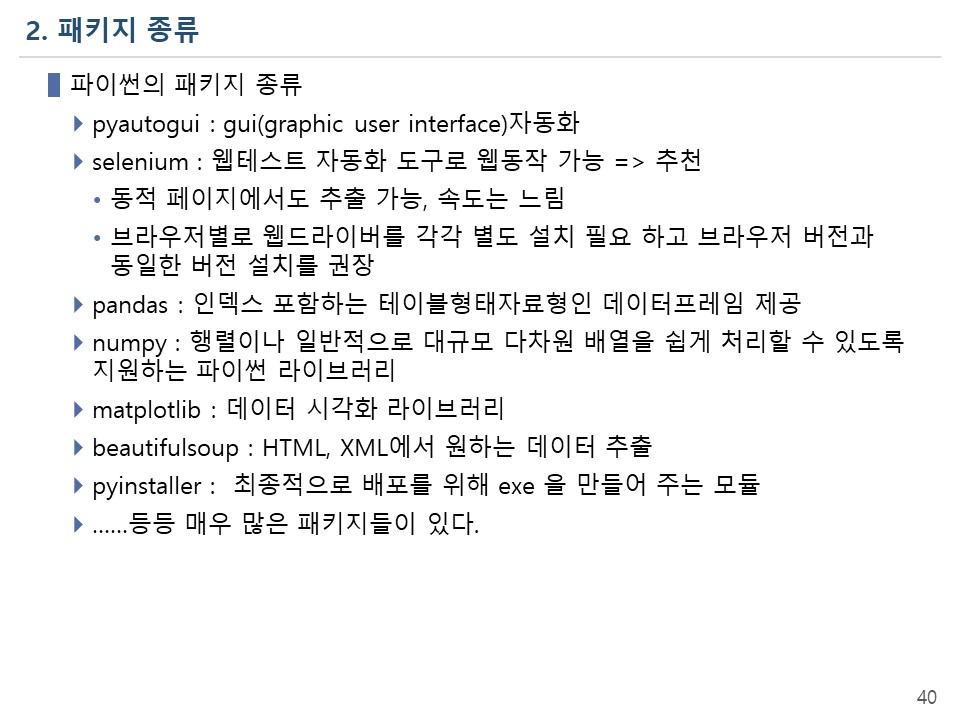 2. 패키지 종류
파이썬의 패키지 종류
pyautogui : gui(graphic user interface)자동화
selenium : 웹테스트 자동화 도구로 웹동작 가능 => 추천
• 동적 페이지에서도 추출 가능, 속도는 느림
• 브라우저별로 웹드라이버를 각각 별도 설치 필요 하고 브라우저 버전과
동일한 버전 설치를 권장
pandas : 인덱스 포함하는 테이블형태자료형인 데이터프레임 제공
numpy : 행렬이나 일반적으로 대규모 다차원 배열을 쉽게 처리할 수 있도록
지원하는 파이썬 라이브러리
matplotlib : 데이터 시각화 라이브러리
beautifulsoup : HTML, XML에서 원하는 데이터 추출
pyinstaller : 최종적으로 배포를 위해 exe 을 만들어 주는 모듈
......등등 매우 많은 패키지들이 있다.
40